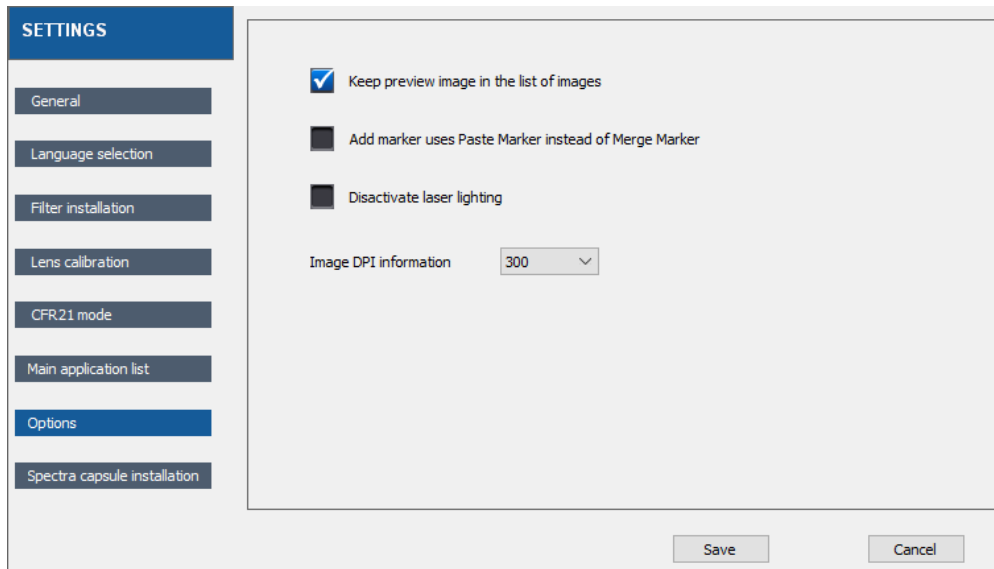 SETTINGS
General
Language selection
Filter installation
Lens calibration
CFR21 mode
Main application list
Options
Spectra capsule installation
Keep preview image in the list of images
Add marker uses Paste Marker instead of Merge Marker
Disactivate laser lighting
Image DPI information 300
Save Cancel